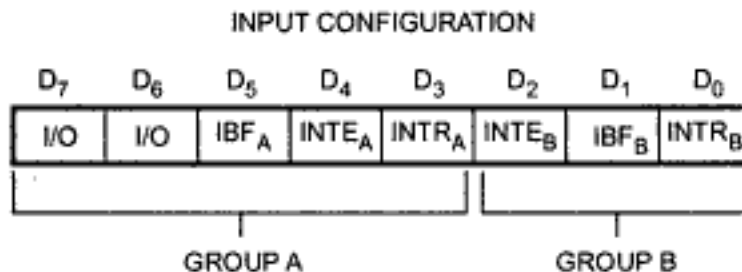 INPUT CONFIGURATION
D7 D6 D5 D4 D3 D2 D1 D0
I/O I/O IBFA INTEA INTRA INTEB IBFB INTRB
GROUP A GROUP B